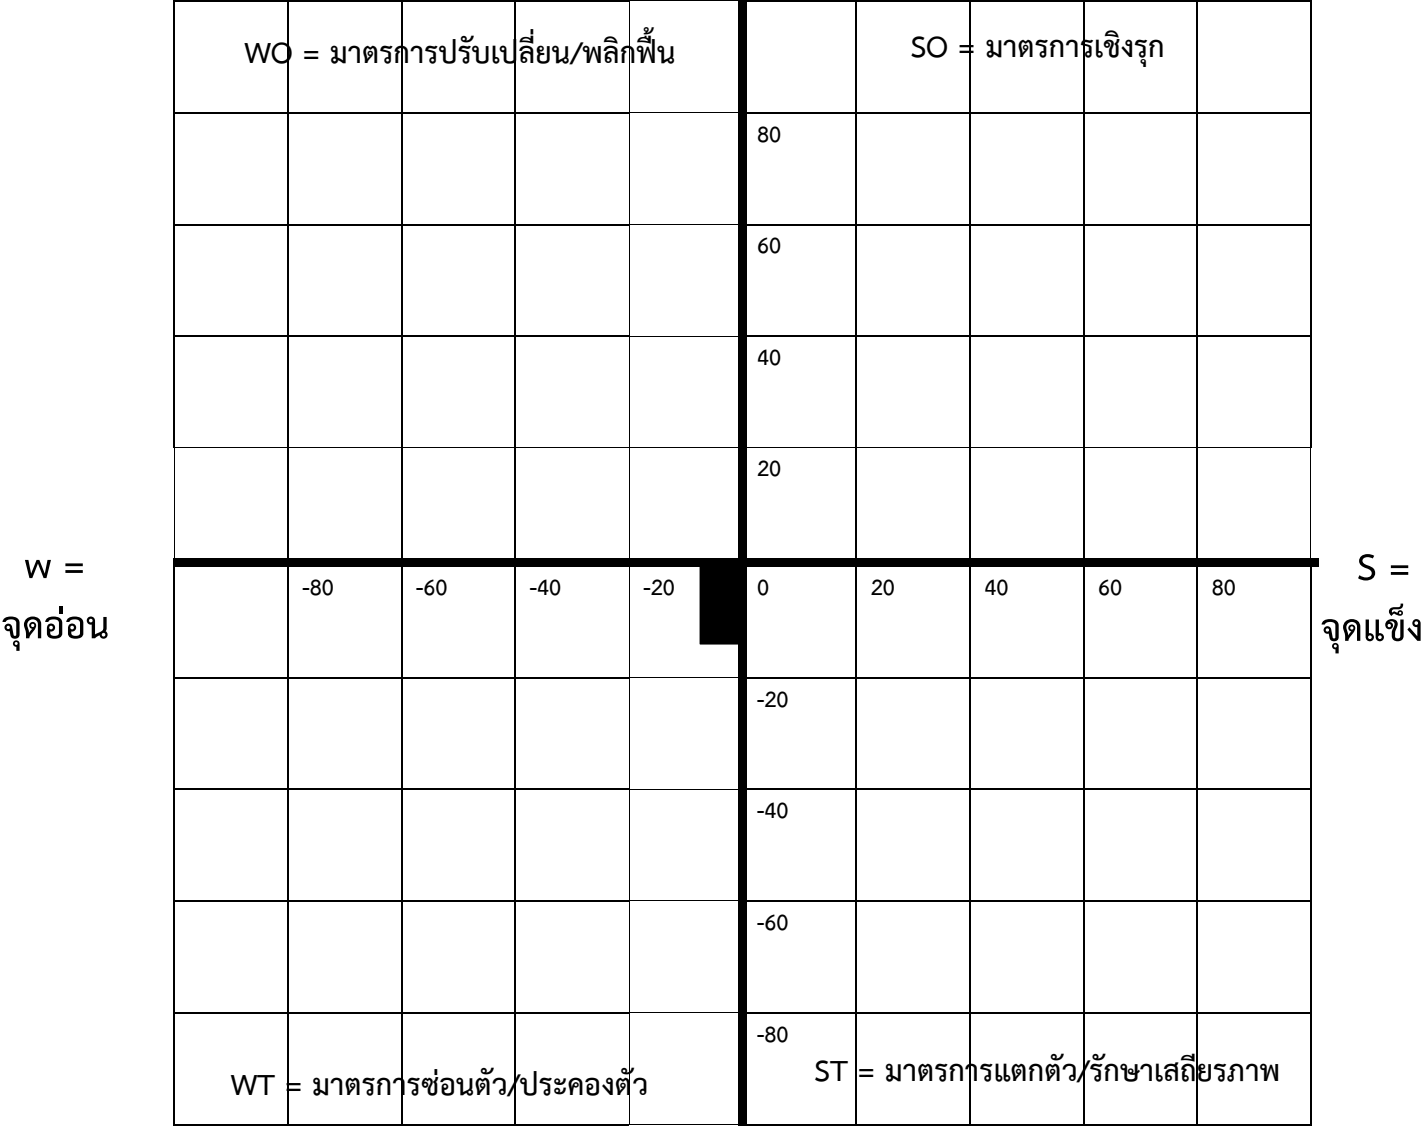 WO = มาตรการปรับเปลี่ยน/พลิกฟื้น
SO = มาตรการเชิงรุก
80
60
40
20
w =
จุดอ่อน
-80 -60 -40 -20 0 20 40 60 80
S =
จุดแข็ง
-20
-40
-60
-80
WT = มาตรการซ่อนตัว/ประคองตัว
ST = มาตรการแตกตัว/รักษาเสถียรภาพ